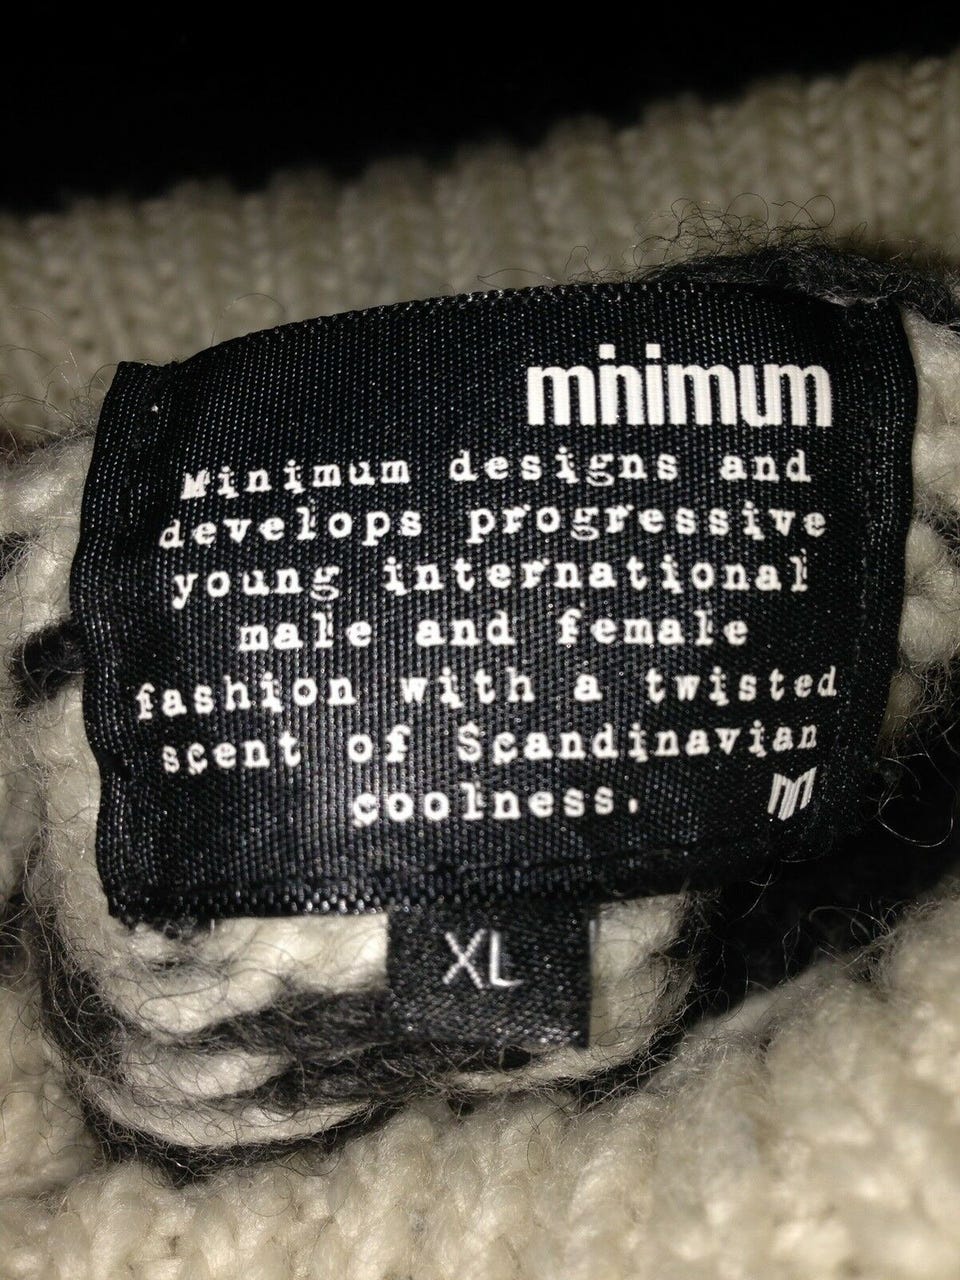 minimum
Minimum designs and
develops progressive
young international
male and female
fashion with a twisted
scent of Scandinavian
coolness.
m
XL